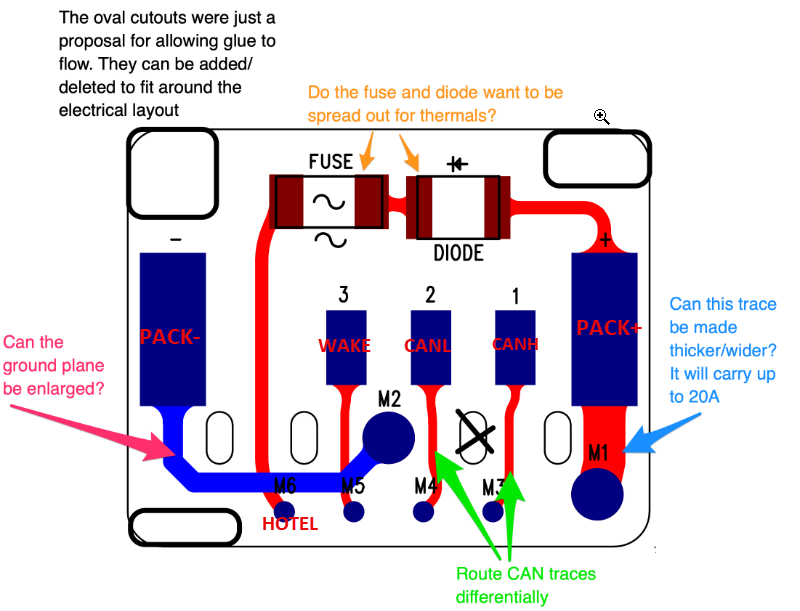 The oval cutouts were just a
proposal for allowing glue to
flow. They can be added/
deleted to fit around the
electrical layout
Do the fuse and diode want to be
spread out for thermals?
FUSE
DIODE
-
+
3
2
1
PACK-
WAKE
CANL
CANH
PACK+
Can this trace
be made
thicker/wider?
It will carry up
to 20A
Can the
ground plane
be enlarged?
M2
M1
M6
M5
M4
M3
HOTEL
Route CAN traces
differentially